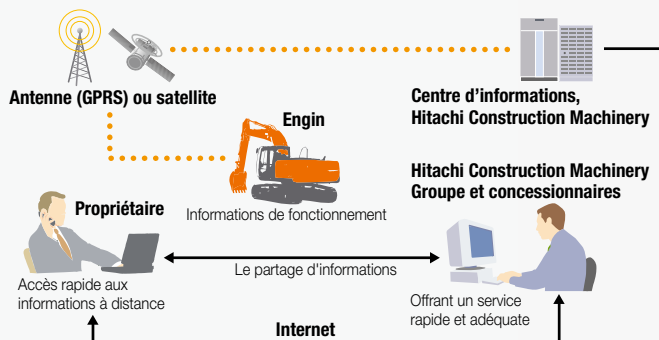 Antenne (GPRS) ou satellite
Centre d'informations,
Hitachi Construction Machinery
Engin
Informations de fonctionnement
Hitachi Construction Machinery
Groupe et concessionnaires
Propriétaire
Accès rapide aux
informations à distance
Le partage d'informations
Offrant un service
rapide et adéquate
Internet